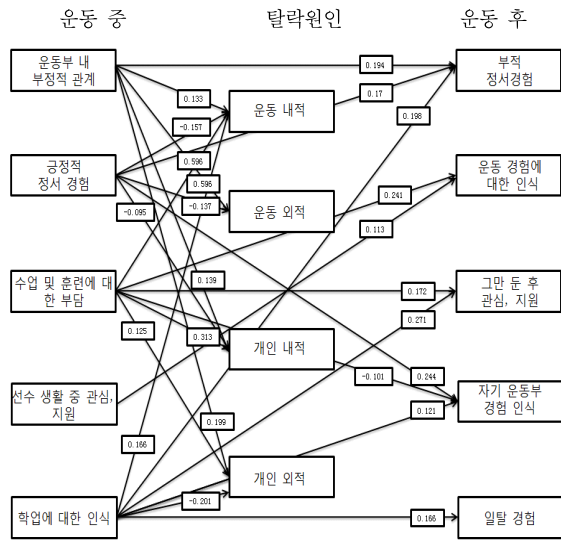 운동 중
탈락원인
운동 후
운동부 내
부정적 관계
0.194
부적
정서경험
0.133
0.17
운동 내적
0.198
-0.157
긍정적
정서 경험
0.596
운동 경험에
대한 인식
0.596
0.241
-0.095
-0.137
운동 외적
0.113
수업 및 훈련에 대
한 부담
0.139
0.172
그만 둔 후
관심, 지원
0.271
0.125
0.313
개인 내적
-0.101
0.244
선수 생활 중 관심,
지원
자기 운동부
경험 인식
0.199
0.121
0.166
개인 외적
-0.201
학업에 대한 인식
0.166
일탈 경험